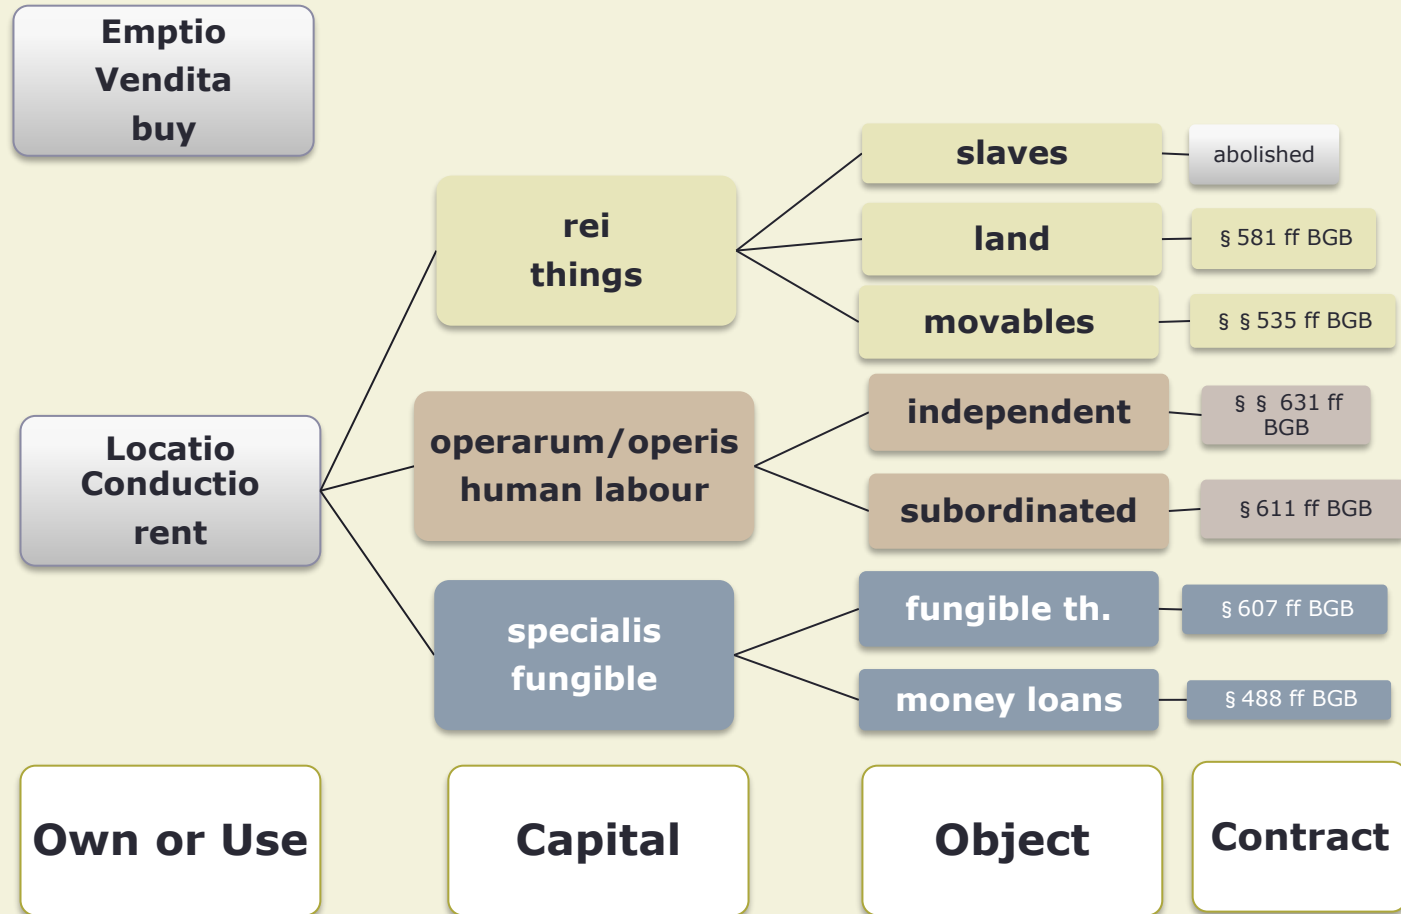 Emptio
Vendita
buy
slaves
abolished
rei
things
land
§ 581 ff BGB
movables
§ § 535 ff BGB
Locatio
Conductio
rent
operarum/operis
human labour
independent
§ § 631 ff
BGB
subordinated
§ 611 ff BGB
specialis
fungible
fungible th.
§ 607 ff BGB
money loans
§ 488 ff BGB
Own or Use
Capital
Object
Contract